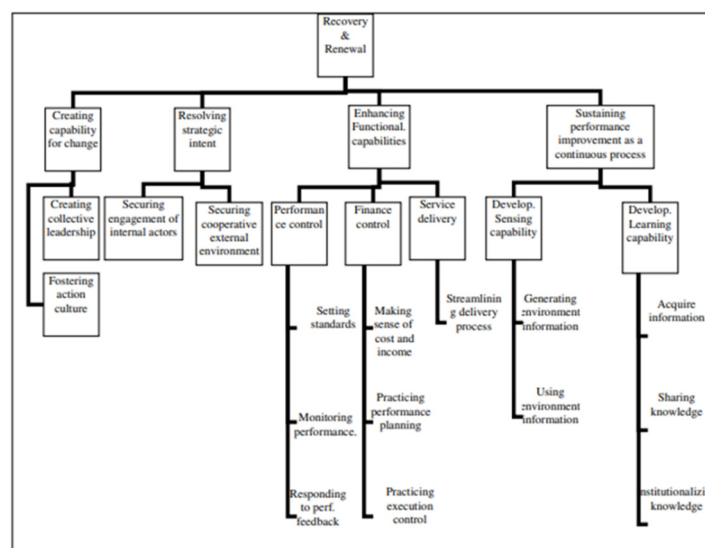 Recovery
&
Renewal
Creating
capability
for change
Resolving
strategic
intent
Enhancing
Functional.
capabilities
Sustaining
performance
improvement as a
continuous process
Creating
collective
leadership
Securing
engagement of
internal actors
Securing
cooperative
external
environment
Performan
ce control
Finance
control
Service
delivery
Develop.
Sensing
capability
Develop.
Learning
capability
Fostering
action
culture
Setting
standards
Making
sense of
cost and
income
Streamlinin
g delivery
process
Generating
environment
information
Acquire
information
Monitoring
performance.
Practicing
performance
planning
Using
environment
information
Sharing
knowledge
Responding
to perf.
feedback
Practicing
execution
control
nstitutionalizi
knowledge